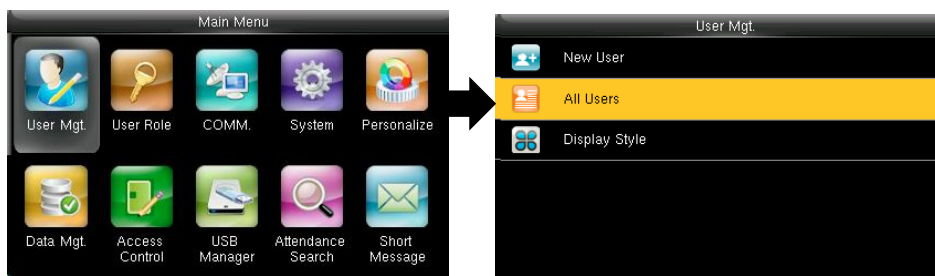 Main Menu
User Mgt.
User Role
COMM.
System
Personalize
Data Mgt.
Access
Control
USB
Manager
Attendance
Search
Short
Message
User Mgt.
New User
All Users
Display Style